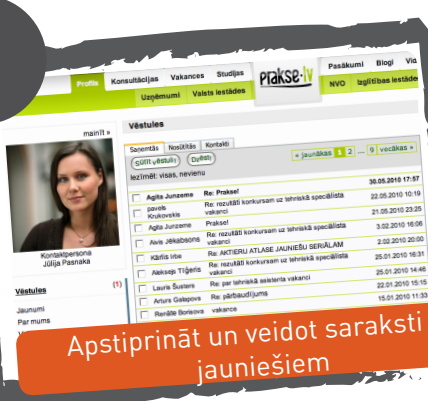 Pasākumi Blogi
Profils Konsultācijas Vakances Studijas prakse.lv
Uzņēmumi Valsts iestādes NVO Izglītības
mainīt »
Vēstules
Saņemtās Nosūtītās Kontakti
Sūtīt vēstuli Dzēst
« jaunākās 1 2 ... 9 vecākas »
Iezīmēt: visas, nevienu
Agita Junzeme Re: Prakse! 30.05.2010 17:57
pavels Krukovskis Re: rezultāti konkursam uz tehniskā speciālista vakanci 22.05.2010 10:19
Agita Junzeme Prakse! 21.05.2010 23:25
Aivis Jēkabsons Re: rezultāti konkursam uz tehniskā speciālista vakanci 3.02.2010 16:06
Kārlis Irbe Re: AKTIERU ATLASE JAUNIEŠU SERIĀLAM 2.02.2010 20:00
Aleksejs Tīģeris Re: rezultāti konkursam uz tehniskā speciālista vakanci 25.01.2010 16:31
Lauris Šusters Re: par tehniskā asistenta vakanci 25.01.2010 14:46
Arturs Galapovs Re: pārbaudījums 22.01.2010 15:15
Renāte Borisova vakance 15.01.2010 11:33
Kontaktpersona
Jūlija Pasnaka
Vēstules (1)
Jaunumi
Par mums
Apstiprināt un veidot saraksti
jauniešiem